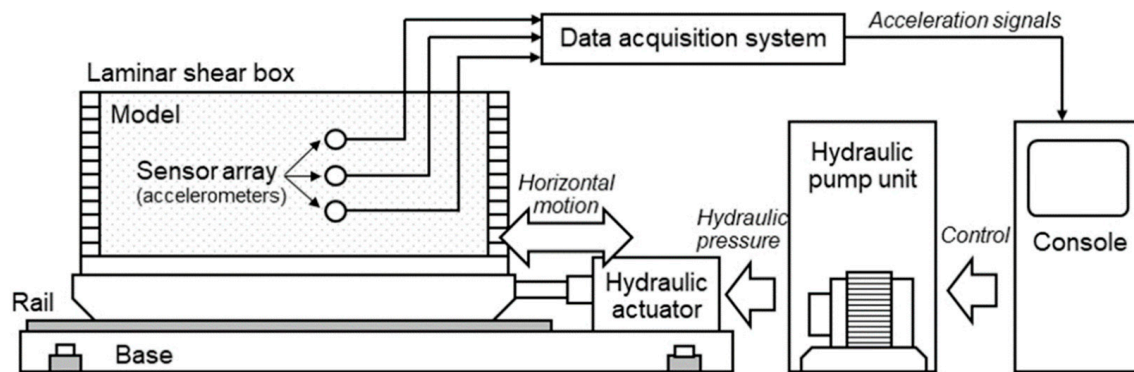 Acceleration signals
Data acquisition system
Laminar shear box
Model
Sensor array
(accelerometers)
Horizontal
motion
Hydraulic
pressure
Hydraulic
pump unit
Control
Console
Rail
Hydraulic
actuator
Base